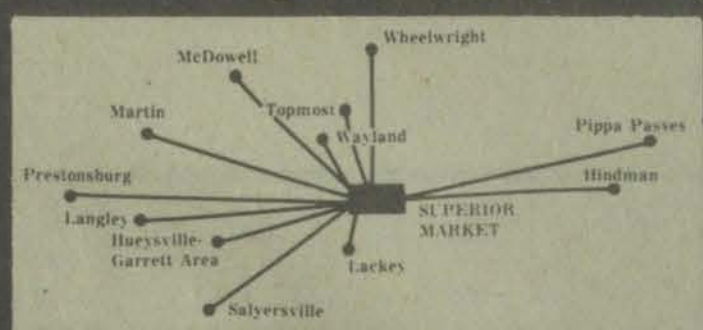 Wheelwright
McDowell
Topmost
Martin
Wayland
Pippa Passes
Prestonsburg
Hindman
Langley
SUPERIOR
MARKET
Hueysville-
Garrett Area
Lackey
Salyersville